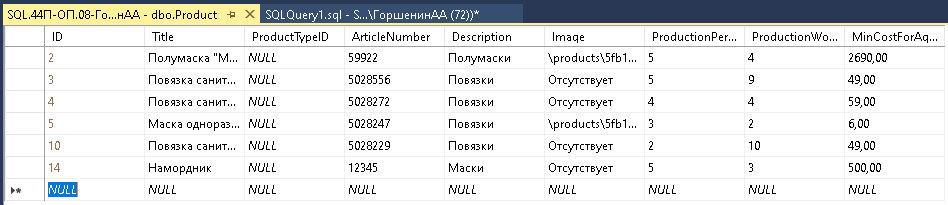 SQL.44П-ОП.08-Го...нАА - dbo.Product SQLQuery1.sql - S...\ГоршенинАА (72))*
ID Title ProductTypeID ArticleNumber Description Image ProductionPer... ProductionWo... MinCostForAg...
2 Полумаска "М... NULL 59922 Полумаски \products\5fb1... 5 4 2690,00
3 Повязка санит... NULL 5028556 Повязки Отсутствует 5 9 49,00
4 Повязка санит... NULL 5028272 Повязки Отсутствует 4 4 59,00
5 Маска однораз... NULL 5028247 Повязки \products\5fb1... 3 2 6,00
10 Повязка санит... NULL 5028229 Повязки Отсутствует 2 10 49,00
14 Намордник NULL 12345 Маски Отсутствует 5 3 500,00
NULL NULL NULL NULL NULL NULL NULL NULL NULL